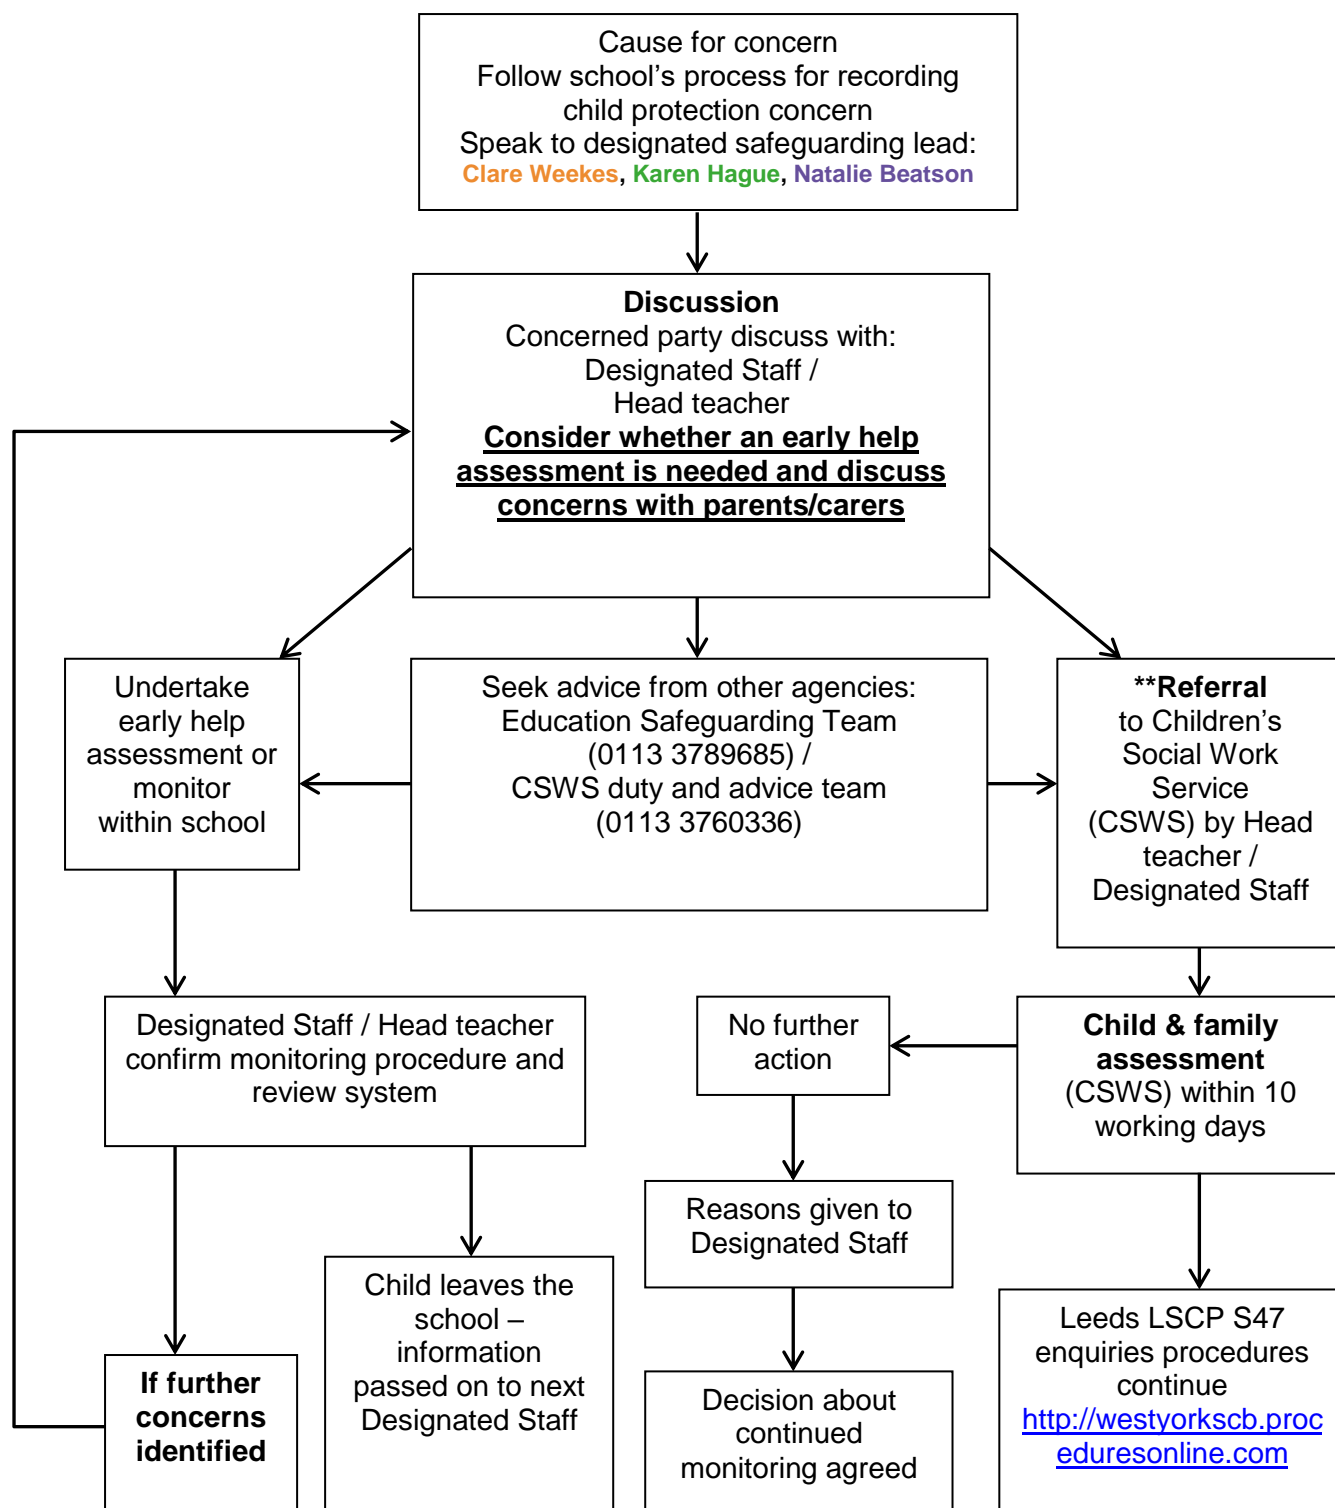 Cause for concern
Follow school's process for recording
child protection concern
Speak to designated safeguarding lead:
Clare Weekes, Karen Hague, Natalie Beatson
Discussion
Concerned party discuss with:
Designated Staff /
Head teacher
Consider whether an early help
assessment is needed and discuss
concerns with parents/carers
Undertake
early help
assessment or
monitor
within school
Seek advice from other agencies:
Education Safeguarding Team
(0113 3789685) /
CSWS duty and advice team
(0113 3760336)
**Referral
to Children's
Social Work
Service
(CSWS) by Head
teacher /
Designated Staff
Designated Staff / Head teacher
confirm monitoring procedure and
review system
No further
action
Child & family
assessment
(CSWS) within 10
working days
Reasons given to
Designated Staff
Child leaves the
school –
information
passed on to next
Designated Staff
Leeds LSCP S47
enquiries procedures
continue
http://westyorkscb.proc
eduresonline.com
If further
concerns
identified
Decision about
continued
monitoring agreed